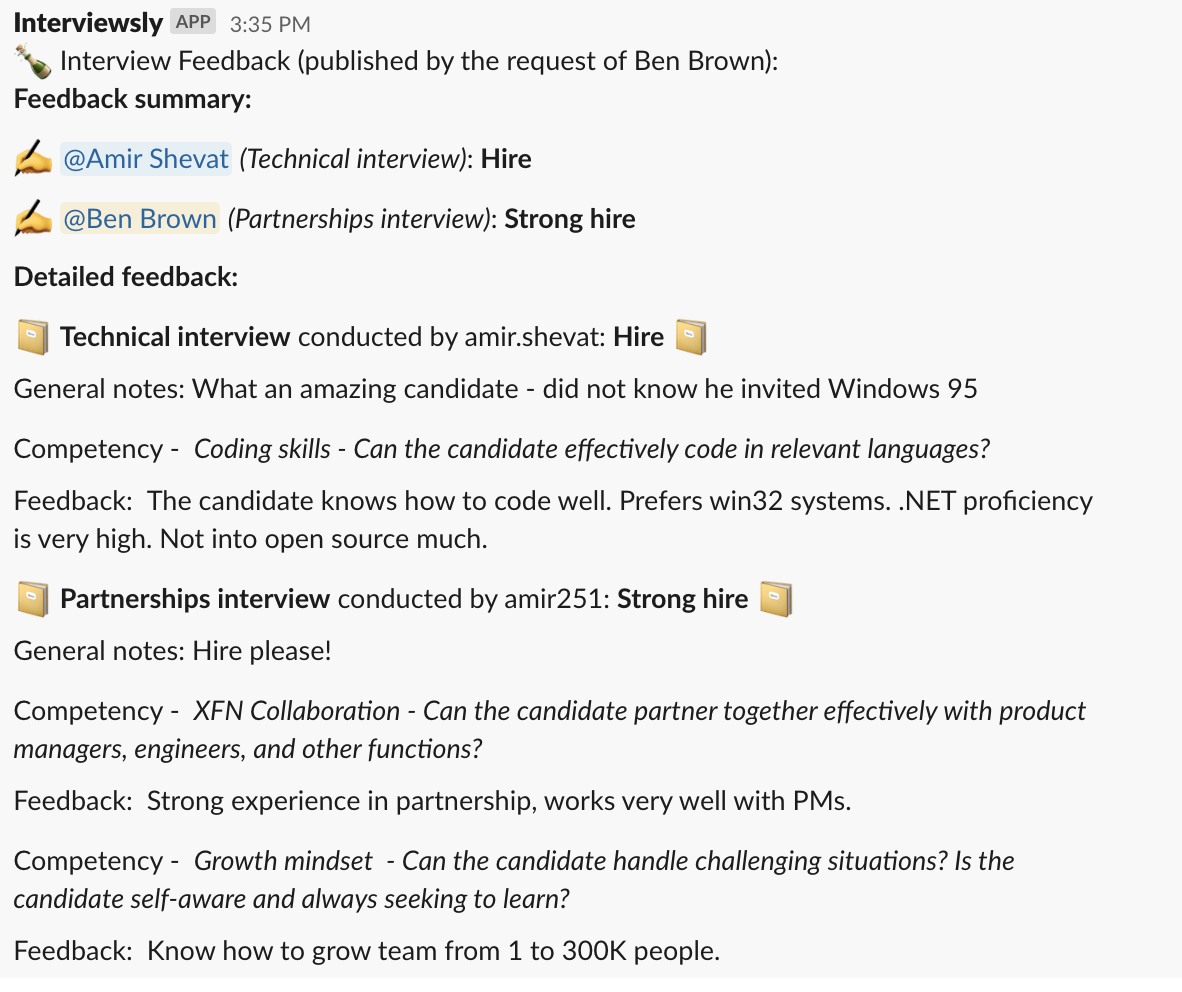 Interviewsly APP 3:35 PM
Interview Feedback (published by the request of Ben Brown):
Feedback summary:
@Amir Shevat (Technical interview): Hire
@Ben Brown (Partnerships interview): Strong hire
Detailed feedback:
Technical interview conducted by amir.shevat: Hire
General notes: What an amazing candidate - did not know he invited Windows 95
Competency - Coding skills - Can the candidate effectively code in relevant languages?
Feedback: The candidate knows how to code well. Prefers win32 systems. .NET proficiency
is very high. Not into open source much.
Partnerships interview conducted by amir251: Strong hire
General notes: Hire please!
Competency - XFN Collaboration - Can the candidate partner together effectively with product
managers, engineers, and other functions?
Feedback: Strong experience in partnership, works very well with PMs.
Competency - Growth mindset - Can the candidate handle challenging situations? Is the
candidate self-aware and always seeking to learn?
Feedback: Know how to grow team from 1 to 300K people.